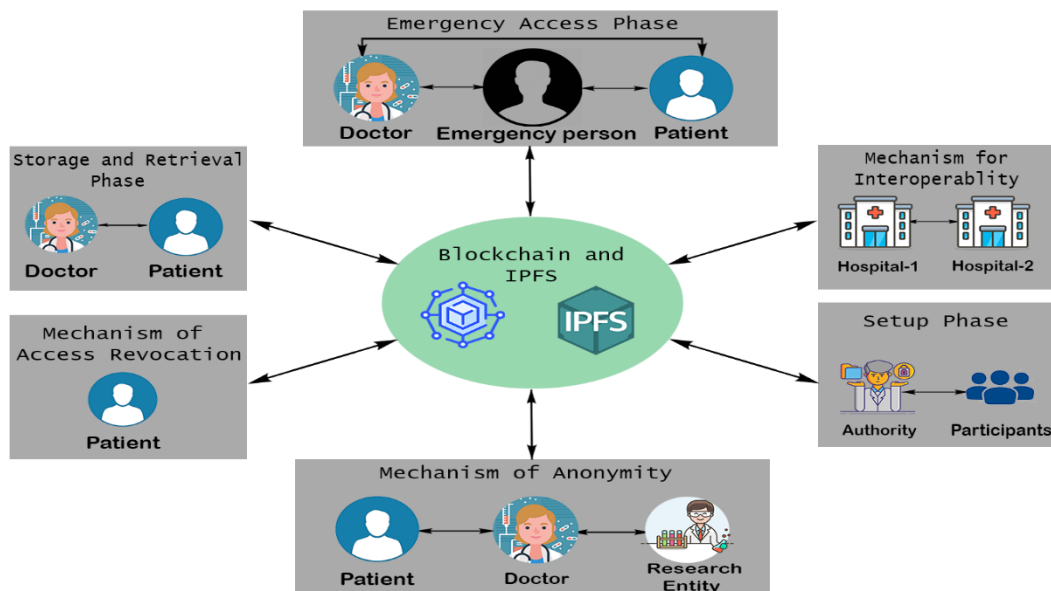 Emergency Access Phase
Doctor
Emergency person
Patient
Storage and Retrieval
Phase
Doctor
Patient
Mechanism for
Interoperablity
Hospital-1
Hospital-2
Blockchain and
IPFS
IPFS
Mechanism of
Access Revocation
Patient
Setup Phase
Authority
Participants
Mechanism of Anonymity
Patient
Doctor
Research
Entity